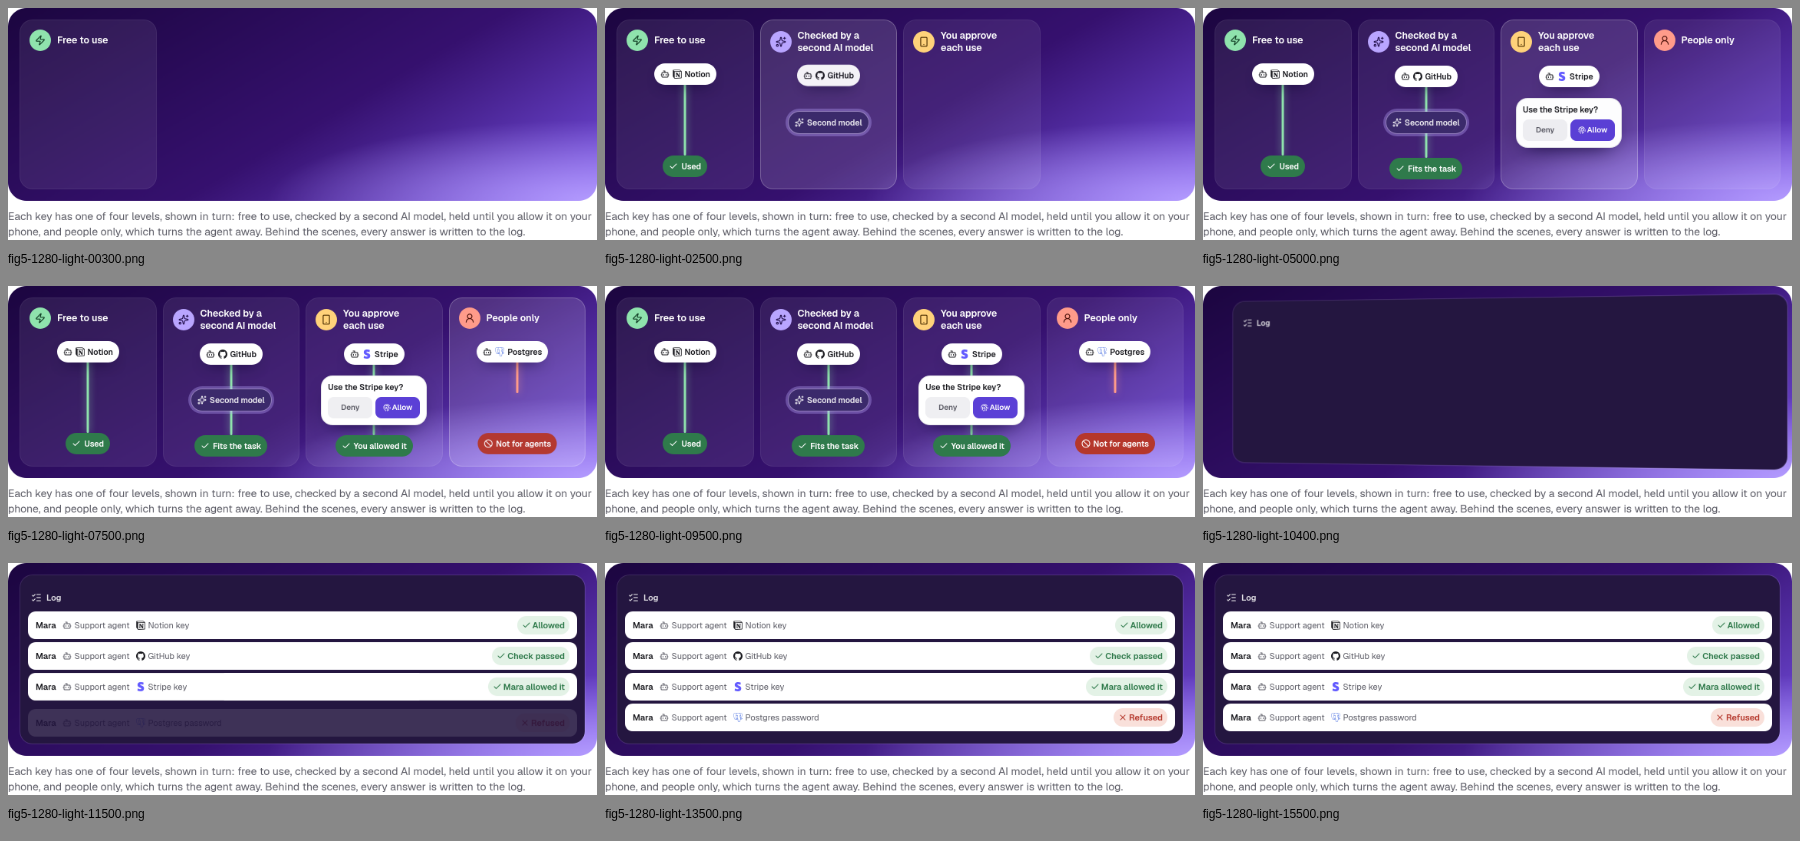 Free to use
Each key has one of four levels, shown in turn: free to use, checked by a second AI model, held until you allow it on your
phone, and people only, which turns the agent away. Behind the scenes, every answer is written to the log.
fig5-1280-light-00300.png
Free to use
Notion
Used
Checked by a
second AI model
GitHub
Second model
You approve
each use
Each key has one of four levels, shown in turn: free to use, checked by a second AI model, held until you allow it on your
phone, and people only, which turns the agent away. Behind the scenes, every answer is written to the log.
fig5-1280-light-02500.png
Free to use
Notion
Used
Checked by a
second AI model
GitHub
Second model
Fits the task
You approve
each use
Stripe
Use the Stripe key?
Deny
Allow
People only
Each key has one of four levels, shown in turn: free to use, checked by a second AI model, held until you allow it on your
phone, and people only, which turns the agent away. Behind the scenes, every answer is written to the log.
fig5-1280-light-05000.png
Free to use
Notion
Used
Checked by a
second AI model
GitHub
Second model
Fits the task
You approve
each use
Stripe
Use the Stripe key?
Deny
Allow
You allowed it
People only
Postgres
Not for agents
Each key has one of four levels, shown in turn: free to use, checked by a second AI model, held until you allow it on your
phone, and people only, which turns the agent away. Behind the scenes, every answer is written to the log.
fig5-1280-light-07500.png
Free to use
Notion
Used
Checked by a
second AI model
GitHub
Second model
Fits the task
You approve
each use
Stripe
Use the Stripe key?
Deny
Allow
You allowed it
People only
Postgres
Not for agents
Each key has one of four levels, shown in turn: free to use, checked by a second AI model, held until you allow it on your
phone, and people only, which turns the agent away. Behind the scenes, every answer is written to the log.
fig5-1280-light-09500.png
Log
Each key has one of four levels, shown in turn: free to use, checked by a second AI model, held until you allow it on your
phone, and people only, which turns the agent away. Behind the scenes, every answer is written to the log.
fig5-1280-light-10400.png
Log
Mara Support agent Notion key Allowed
Mara Support agent GitHub key Check passed
Mara Support agent Stripe key Mara allowed it
Mara Support agent Postgres password Refused
Each key has one of four levels, shown in turn: free to use, checked by a second AI model, held until you allow it on your
phone, and people only, which turns the agent away. Behind the scenes, every answer is written to the log.
fig5-1280-light-11500.png
Log
Mara Support agent Notion key Allowed
Mara Support agent GitHub key Check passed
Mara Support agent Stripe key Mara allowed it
Mara Support agent Postgres password Refused
Each key has one of four levels, shown in turn: free to use, checked by a second AI model, held until you allow it on your
phone, and people only, which turns the agent away. Behind the scenes, every answer is written to the log.
fig5-1280-light-13500.png
Log
Mara Support agent Notion key Allowed
Mara Support agent GitHub key Check passed
Mara Support agent Stripe key Mara allowed it
Mara Support agent Postgres password Refused
Each key has one of four levels, shown in turn: free to use, checked by a second AI model, held until you allow it on your
phone, and people only, which turns the agent away. Behind the scenes, every answer is written to the log.
fig5-1280-light-15500.png